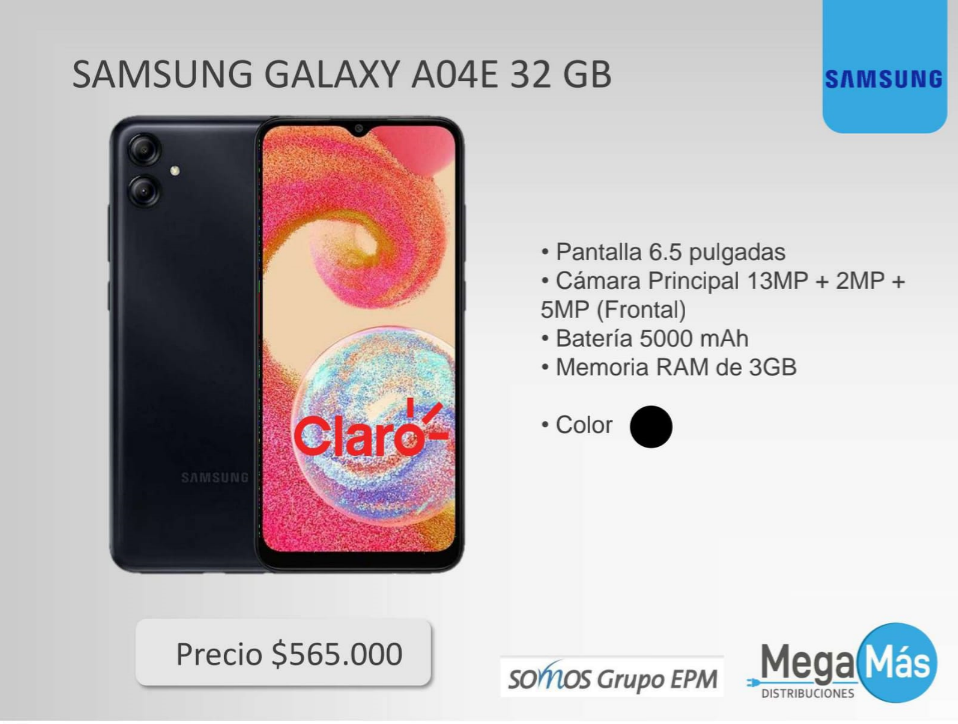 SAMSUNG GALAXY A04E 32 GB
SAMSUNG
• Pantalla 6.5 pulgadas
• Cámara Principal 13MP + 2MP +
5MP (Frontal)
• Batería 5000 mAh
• Memoria RAM de 3GB
• Color
Claro
SAMSUNG
Precio $565.000
somos Grupo EPM
Mega Más
DISTRIBUCIONES